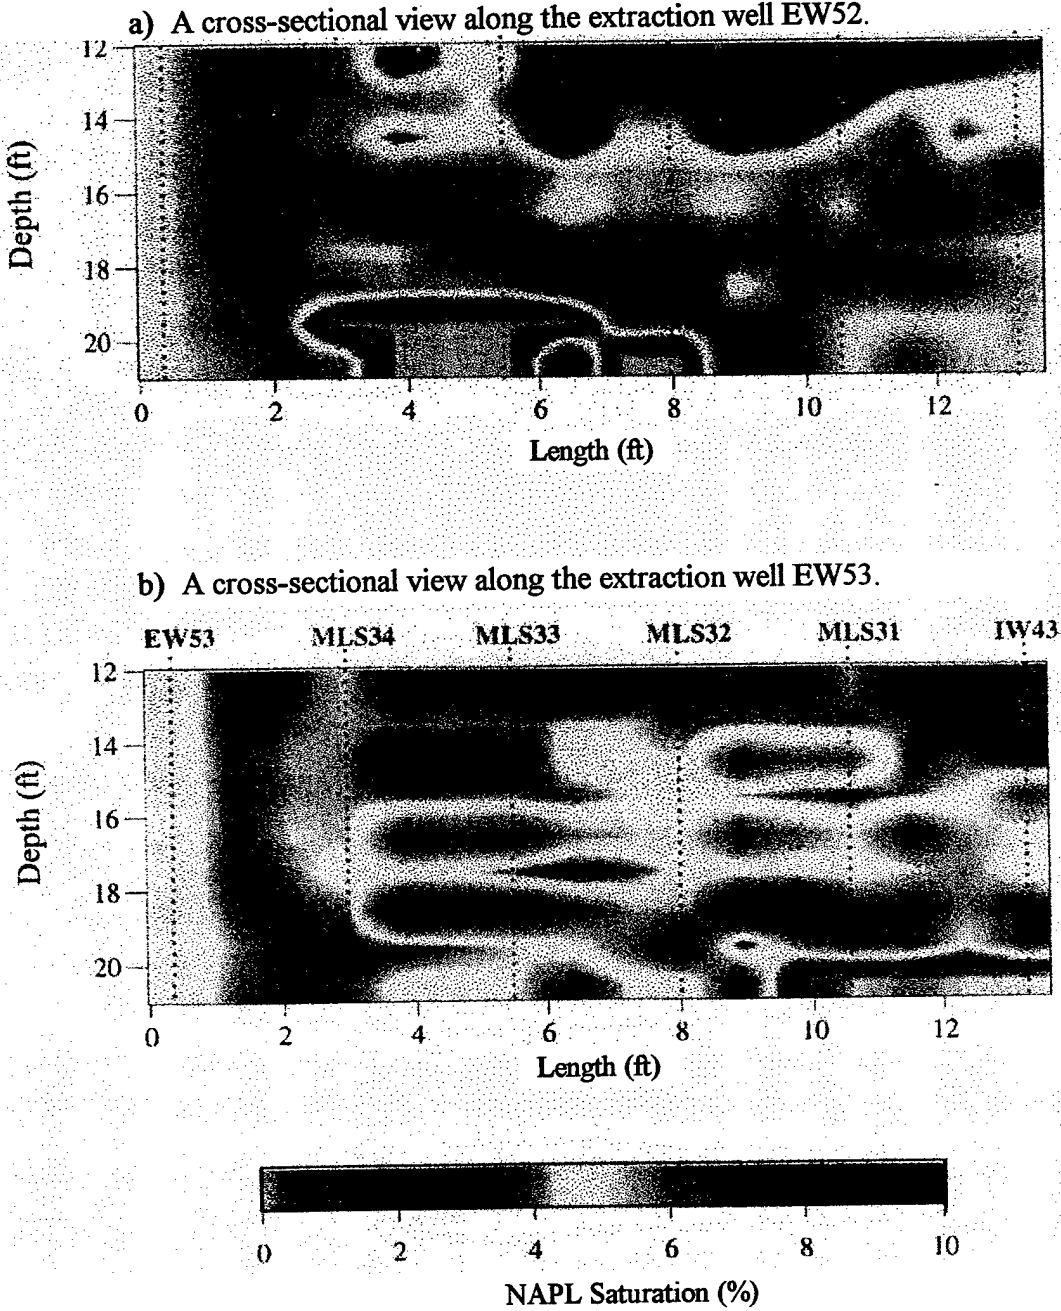 a) A cross-sectional view along the extraction well EW52.
12
14
16
18
20
Depth (ft)
0 2 4 6 8 10 12
Length (ft)
b) A cross-sectional view along the extraction well EW53.
EW53 MLS34 MLS33 MLS32 MLS31 IW43
12
14
16
18
20
Depth (ft)
0 2 4 6 8 10 12
Length (ft)
0 2 4 6 8 10
NAPL Saturation (%)